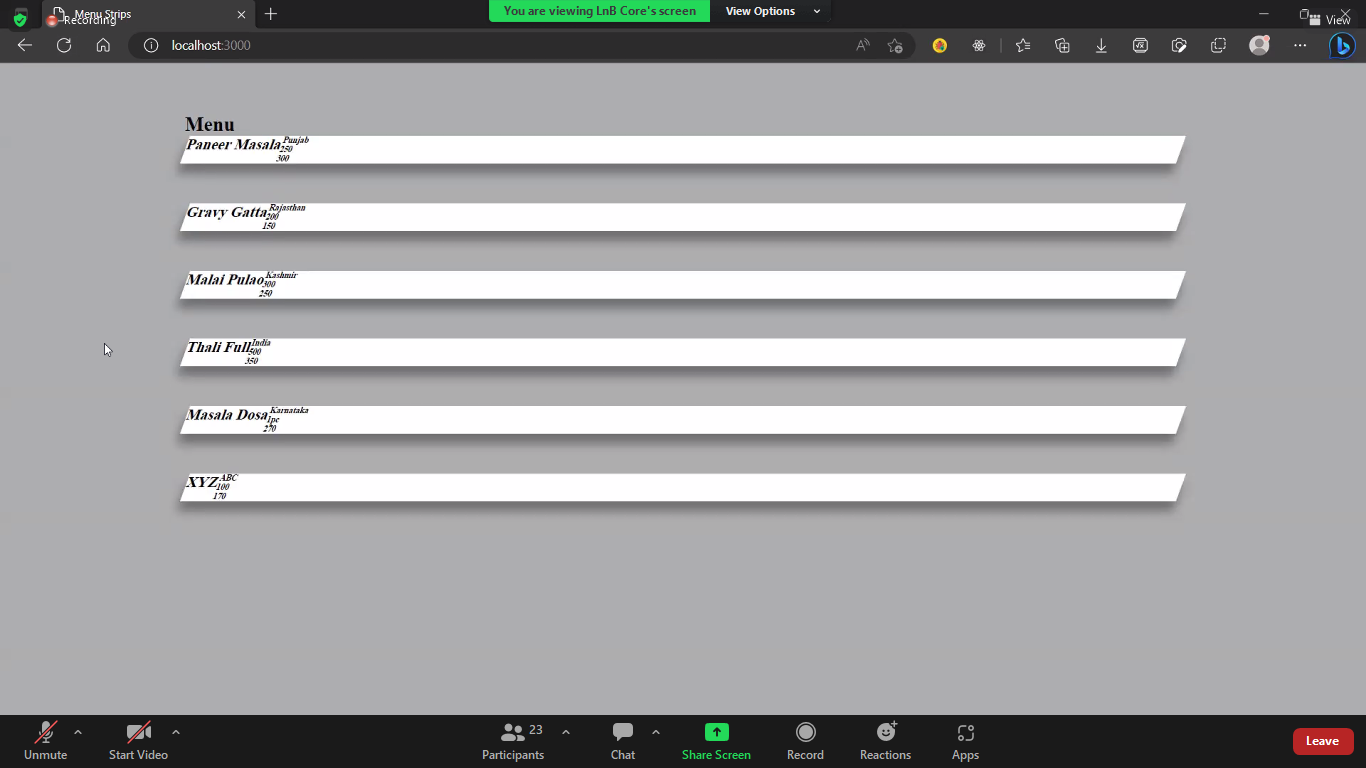 Menu Strips
Recording
You are viewing LnB Core's screen View Options
View
localhost:3000
Menu
Paneer Masala Punjab
250
300
Gravy Gatta Rajasthan
200
150
Malai Pulao Kashmir
300
250
Thali Full India
500
350
Masala Dosa Karnataka
1pc
270
XYZ ABC
100
170
Unmute Start Video Participants 23 Chat Share Screen Record Reactions Apps Leave